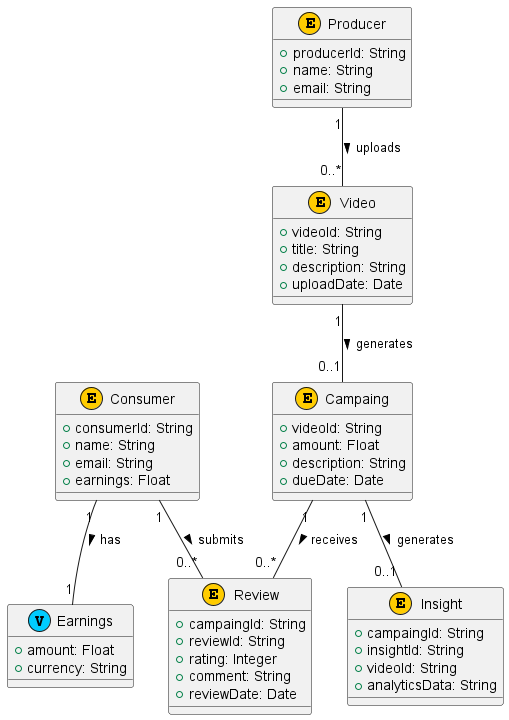 E Producer
producerId: String
name: String
email: String
1
uploads
0..*
E Video
videoId: String
title: String
description: String
uploadDate: Date
1
generates
0..1
E Consumer
consumerId: String
name: String
email: String
earnings: Float
E Campaing
videoId: String
amount: Float
description: String
dueDate: Date
1
has
1
1
submits
0..*
1
receives
0..*
1
generates
0..1
V Earnings
amount: Float
currency: String
E Review
campaingId: String
reviewId: String
rating: Integer
comment: String
reviewDate: Date
E Insight
campaingId: String
insightId: String
videoId: String
analyticsData: String